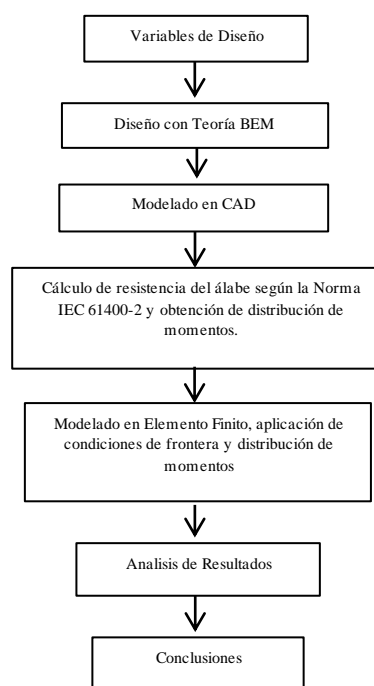 Variables de Diseño
Diseño con Teoría BEM
Modelado en CAD
Cálculo de resistencia del álabe según la Norma
IEC 61400-2 y obtención de distribución de
momentos.
Modelado en Elemento Finito, aplicación de
condiciones de frontera y distribución de
momentos
Analisis de Resultados
Conclusiones